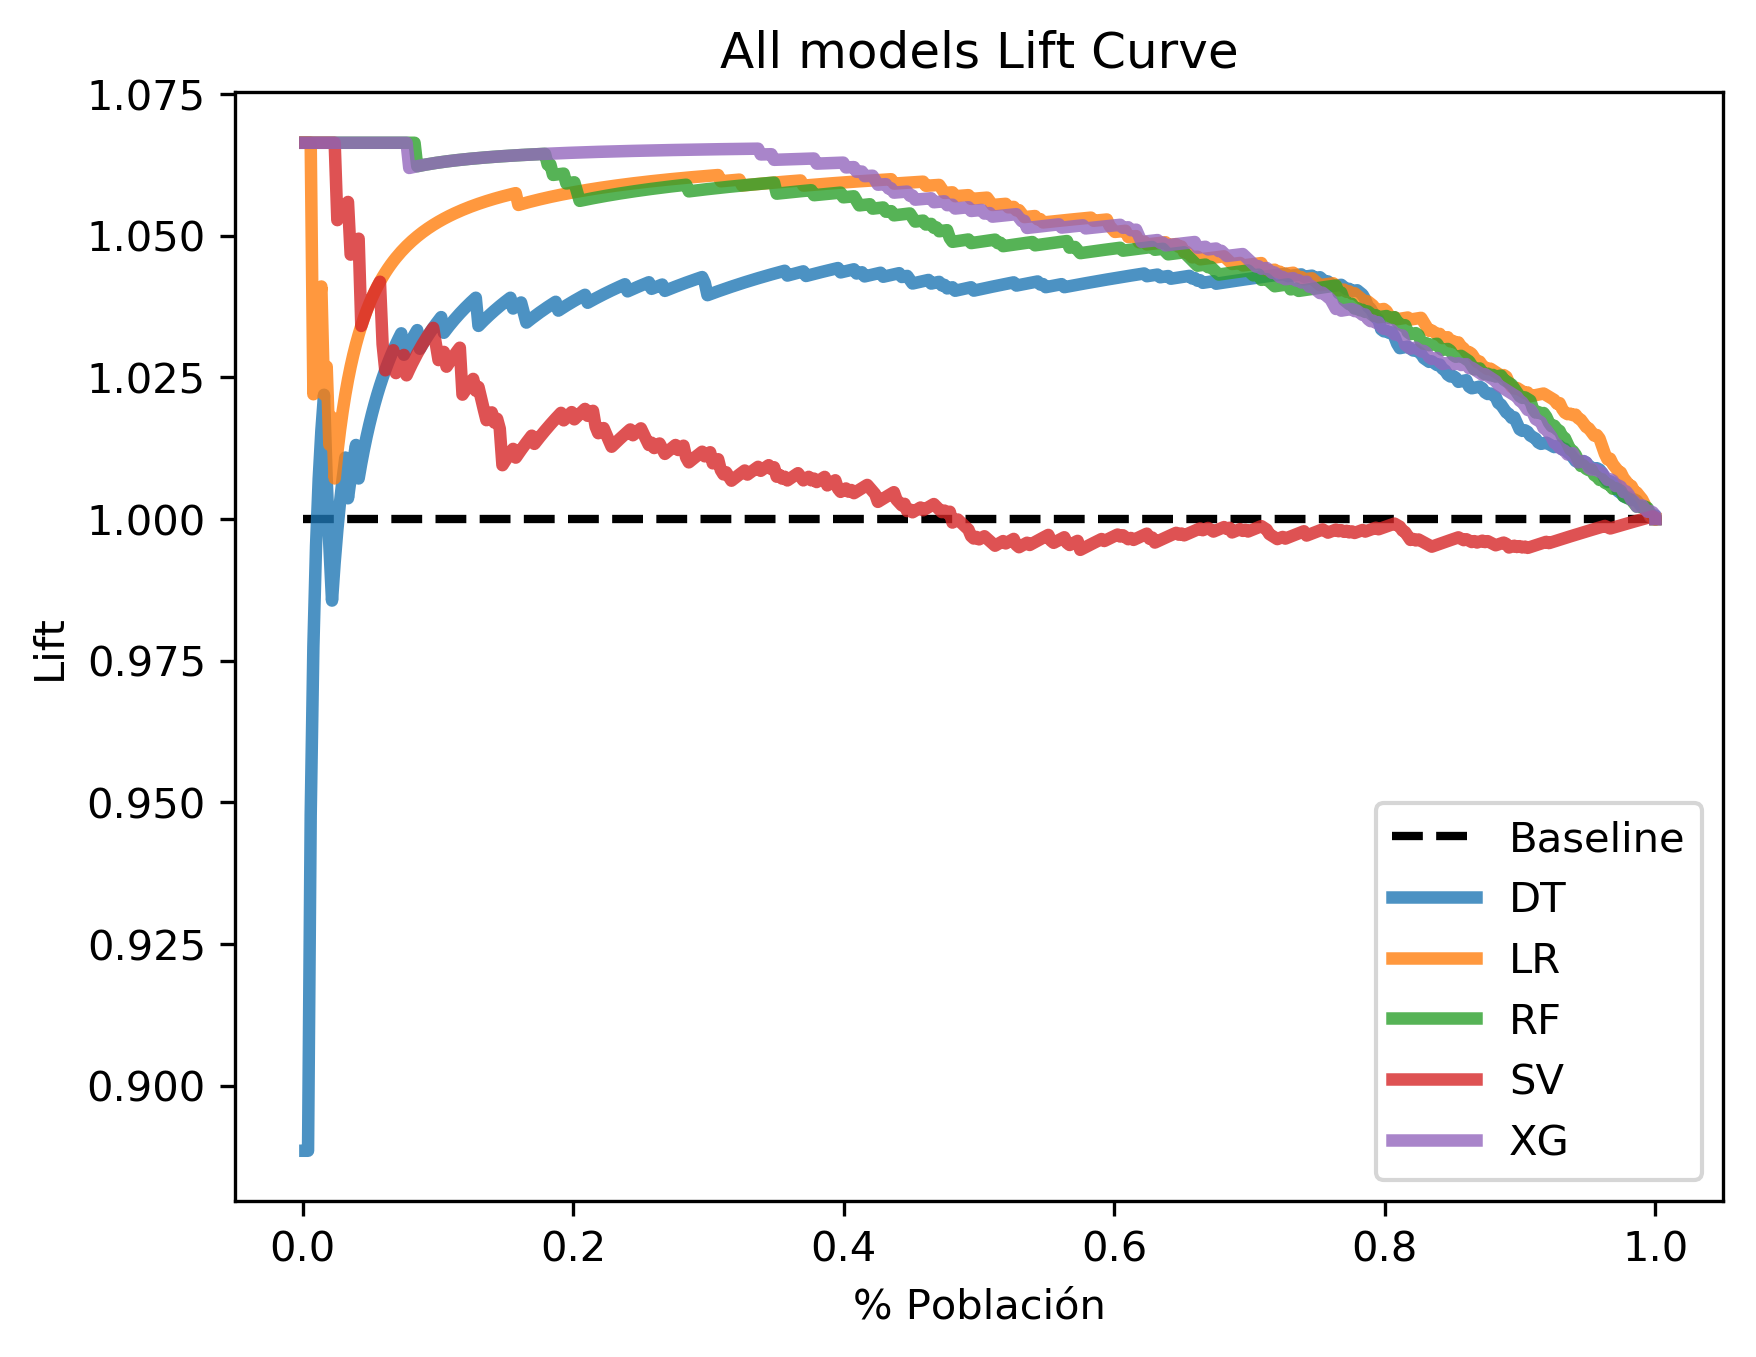 All models Lift Curve
1.075
1.050
1.025
1.000
0.975
0.950
0.925
0.900
Lift
Baseline
DT
LR
RF
SV
XG
0.0 0.2 0.4 0.6 0.8 1.0
% Población